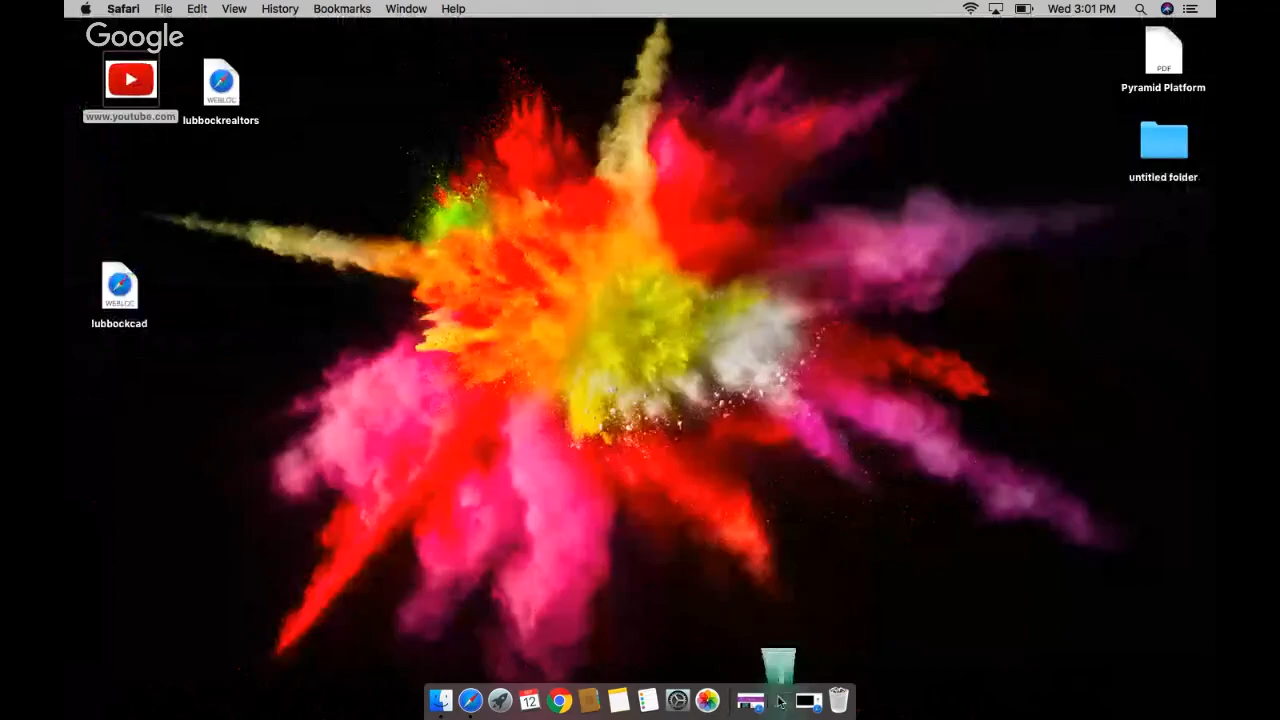 Safari File Edit View History Bookmarks Window Help Wed 3:01 PM
Google
www.youtube.com
WEBLOC
lubbockrealtors
PDF
Pyramid Platform
untitled folder
WEBLOC
lubbockcad
12